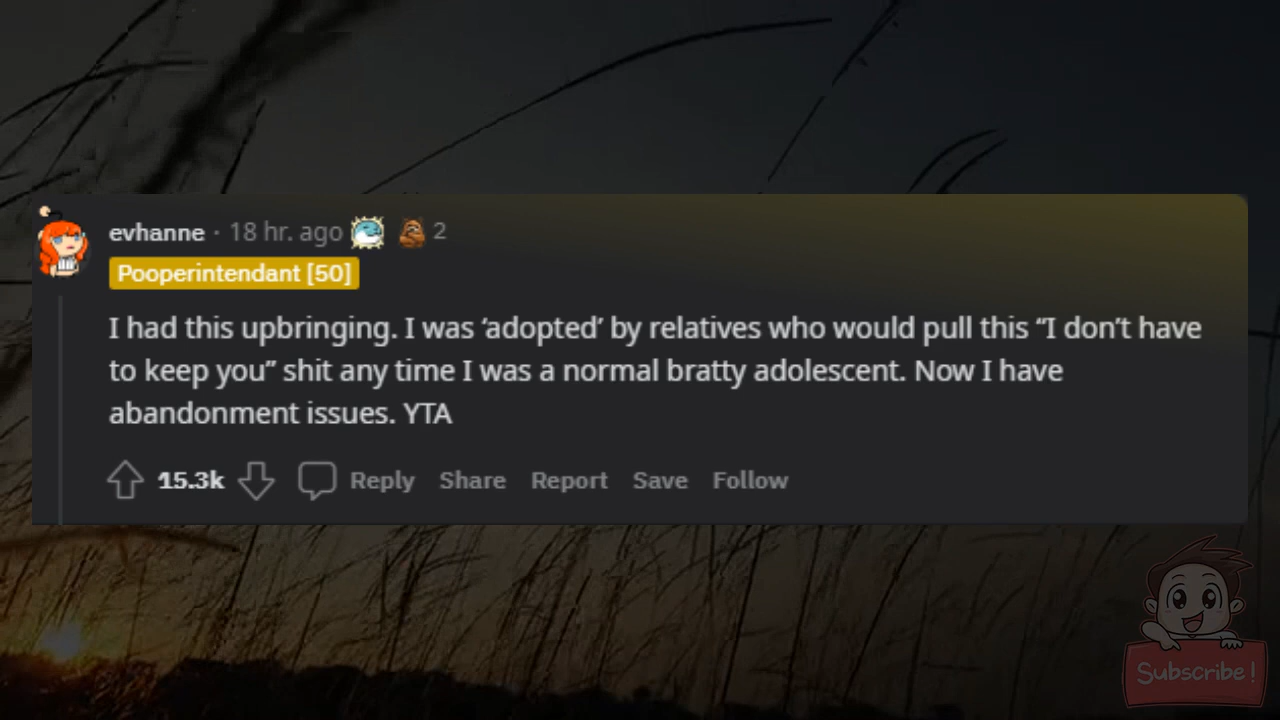 evhanne · 18 hr. ago 2
Pooperintendant [50]
I had this upbringing. I was ‘adopted’ by relatives who would pull this “I don’t have
to keep you” shit any time I was a normal bratty adolescent. Now I have
abandonment issues. YTA
15.3k Reply Share Report Save Follow
Subscribe!